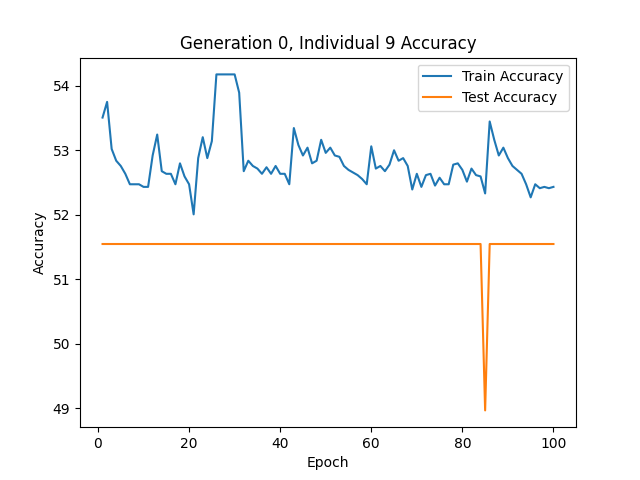 Generation 0, Individual 9 Accuracy
Train Accuracy
Test Accuracy
54
53
52
51
50
49
Accuracy
0 20 40 60 80 100
Epoch